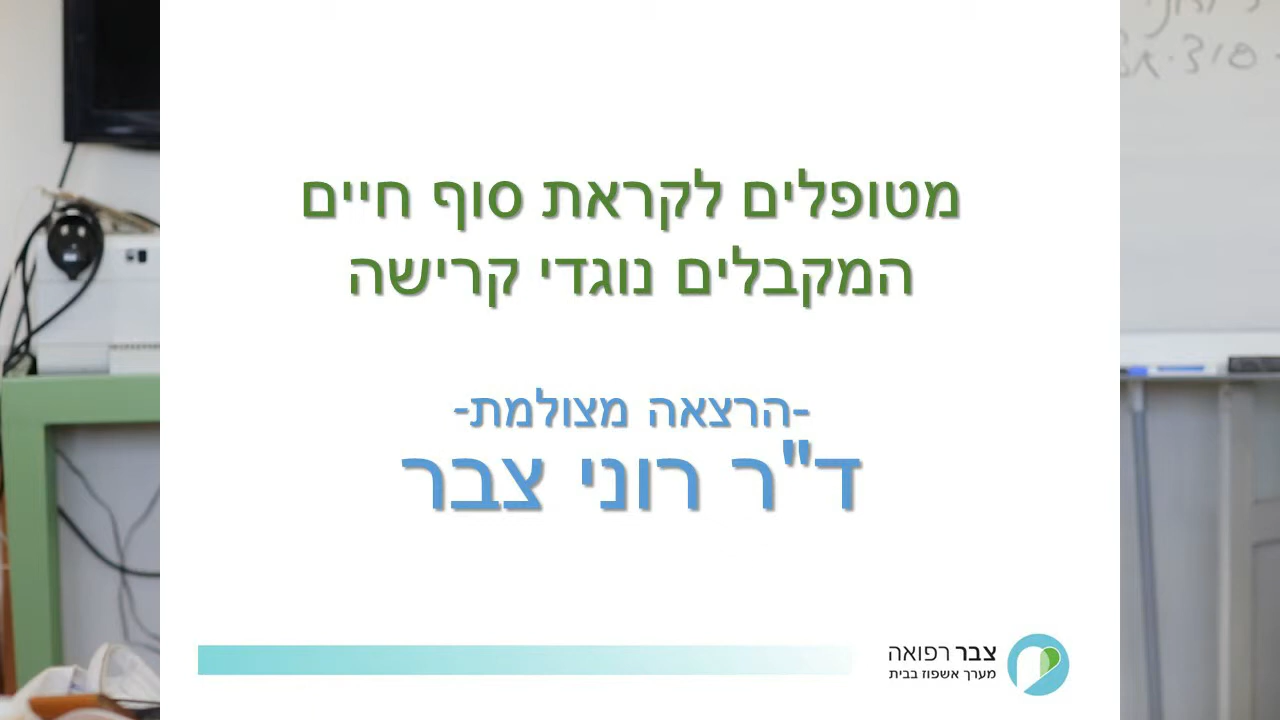 מטופלים לקראת סוף חיים
המקבלים נוגדי קרישה
-הרצאה מצולמת-
ד"ר רוני צבר
צבר רפואה
מערך אשפוז בבית